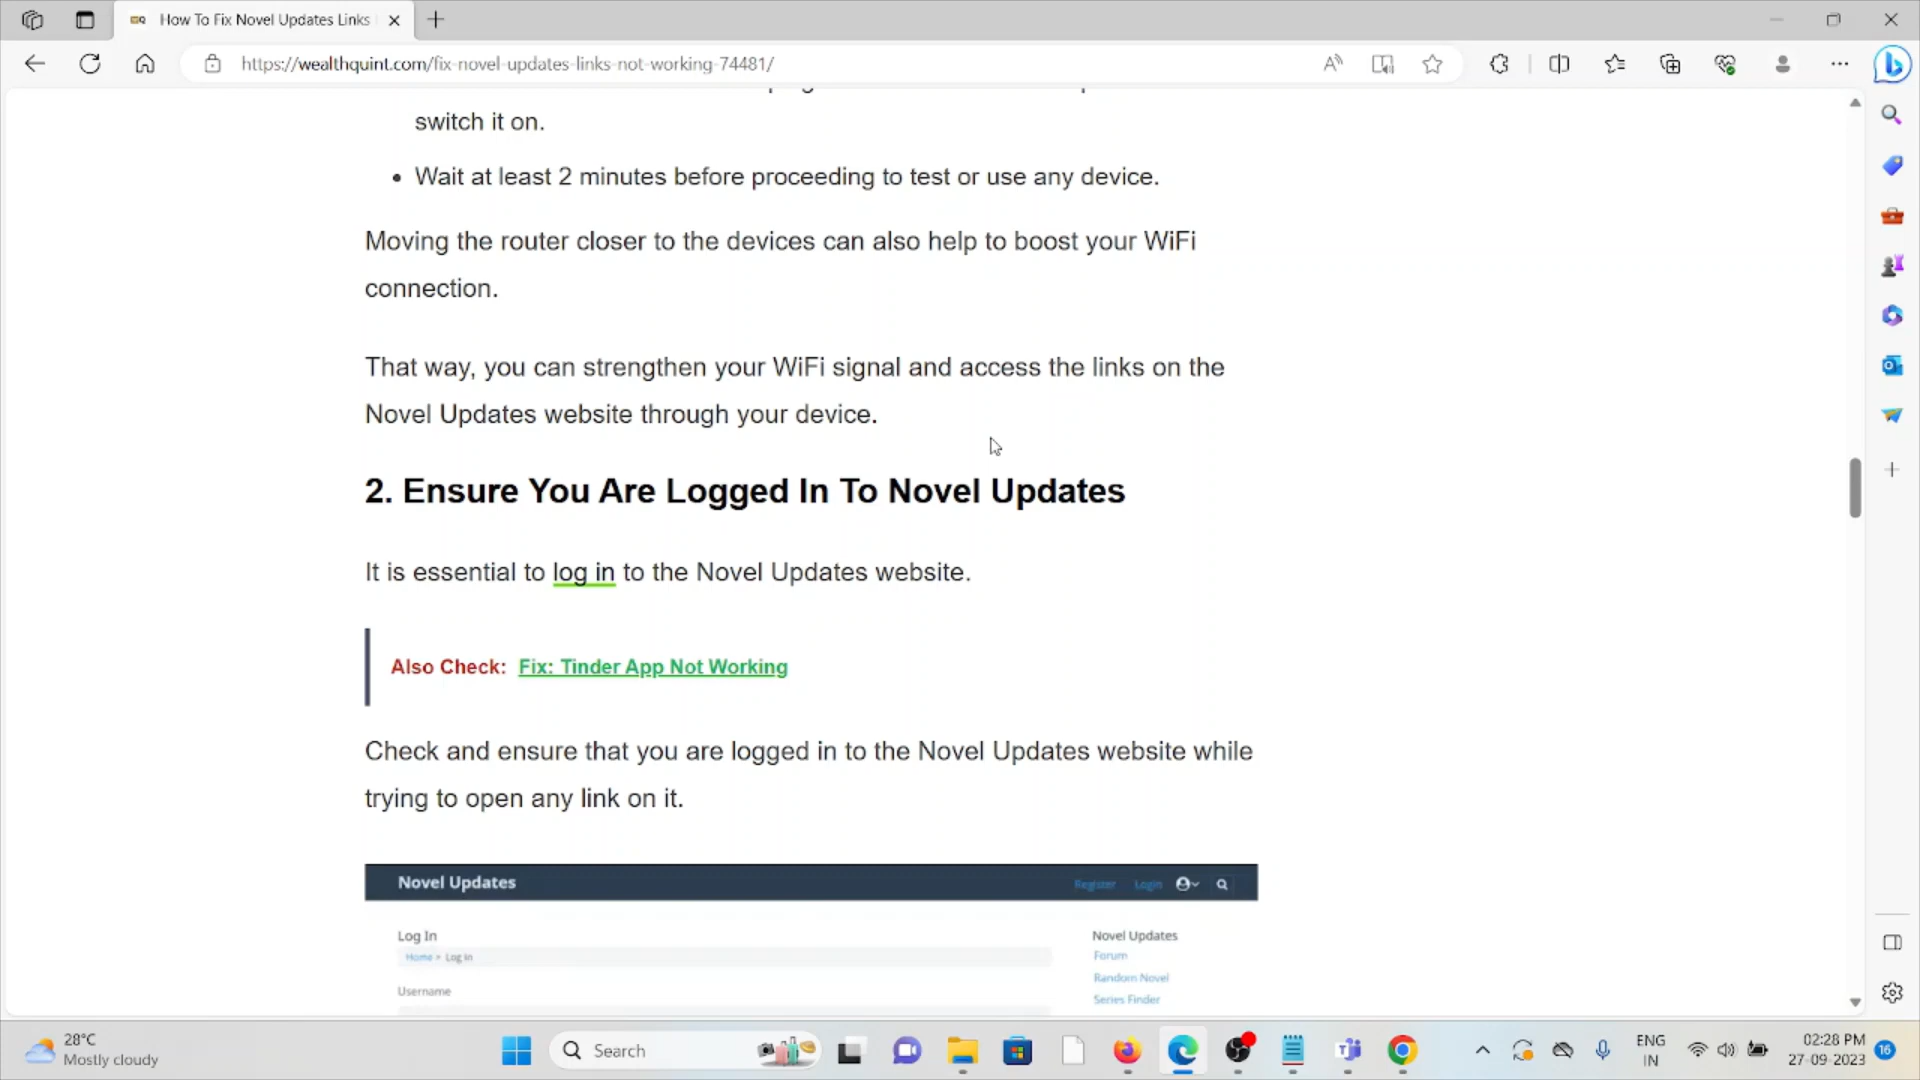 How To Fix Novel Updates Links
https://wealthquint.com/fix-novel-updates-links-not-working-74481/
switch it on.
• Wait at least 2 minutes before proceeding to test or use any device.
Moving the router closer to the devices can also help to boost your WiFi
connection.
That way, you can strengthen your WiFi signal and access the links on the
Novel Updates website through your device.
2. Ensure You Are Logged In To Novel Updates
It is essential to log in to the Novel Updates website.
Also Check: Fix: Tinder App Not Working
Check and ensure that you are logged in to the Novel Updates website while
trying to open any link on it.
Novel Updates Register Login
Log In
Home > Log in
Username
Novel Updates
Forum
Random Novel
Series Finder
28°C
Mostly cloudy
Search
ENG
IN
02:28 PM
27-09-2023
16